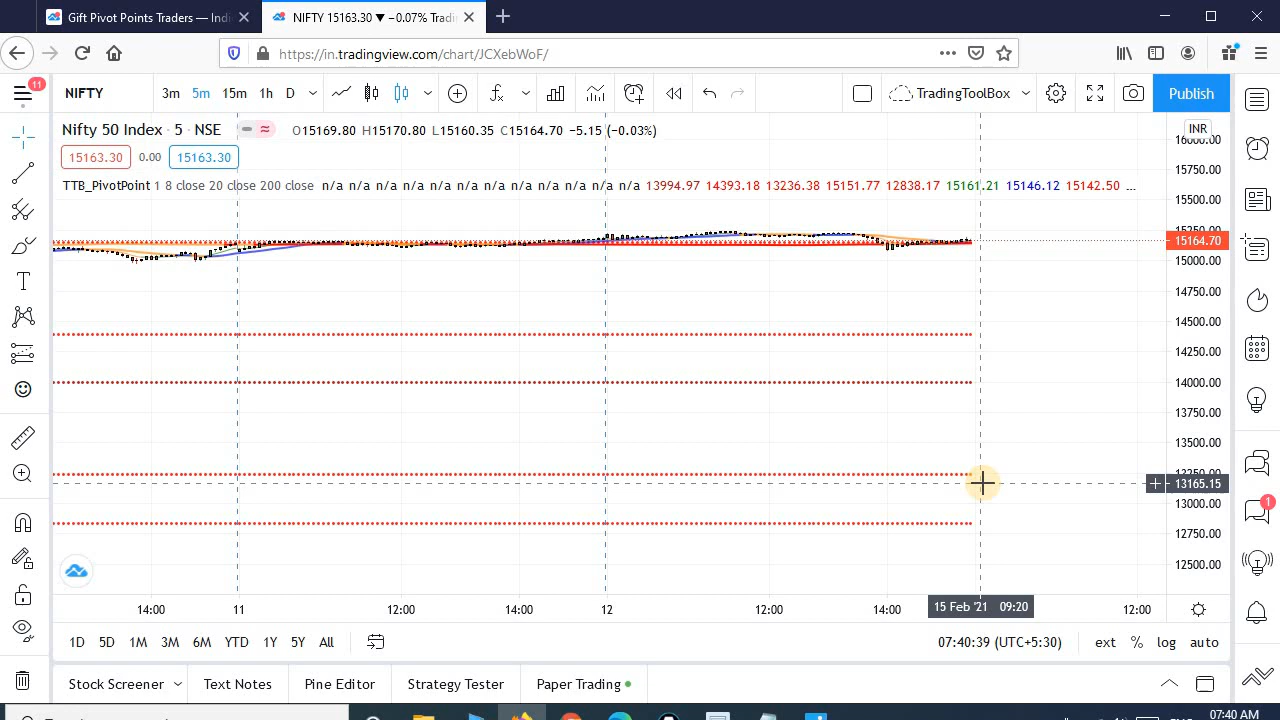 Gift Pivot Points Traders — Indi
NIFTY 15163.30 ▼ −0.07% Tradi
https://in.tradingview.com/chart/JCXebWoF/
11
NIFTY 3m 5m 15m 1h D TradingToolBox Publish
Nifty 50 Index · 5 · NSE O15169.80 H15170.80 L15160.35 C15164.70 −5.15 (−0.03%)
INR
15163.30 0.00 15163.30
TTB_PivotPoint 1 8 close 20 close 200 close n/a n/a n/a n/a n/a n/a n/a n/a n/a n/a n/a n/a 13994.97 14393.18 13236.38 15151.77 12838.17 15161.21 15146.12 15142.50 ...
16000.00
15750.00
15500.00
15250.00
15164.70
15000.00
14750.00
14500.00
14250.00
14000.00
13750.00
13500.00
13250.00
13165.15
13000.00
12750.00
12500.00
1
14:00 11 12:00 14:00 12 12:00 14:00 15 Feb '21 09:20 12:00
1D 5D 1M 3M 6M YTD 1Y 5Y All 07:40:39 (UTC+5:30) ext % log auto
Stock Screener Text Notes Pine Editor Strategy Tester Paper Trading
07:40 AM